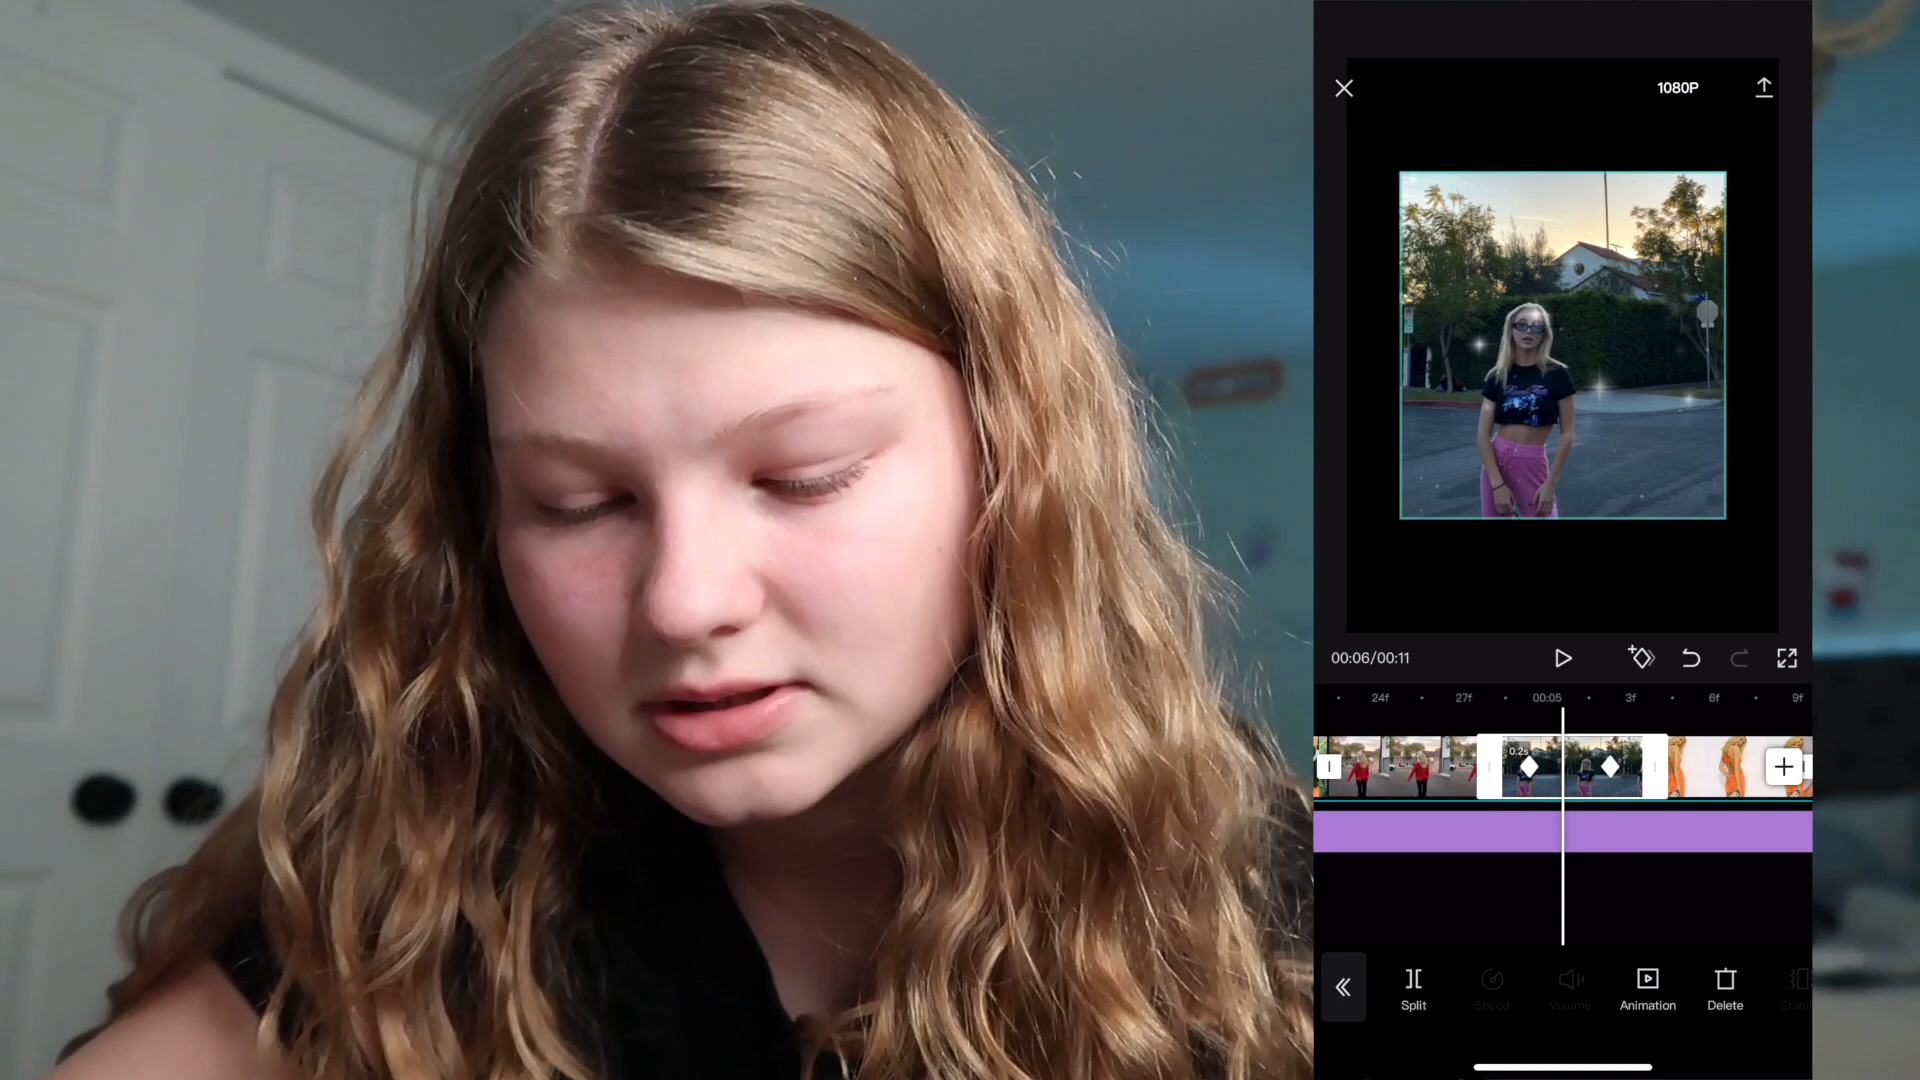 1080P
00:06/00:11
24f 27f 00:05 3f 6f 9f
0.2s
Split Speed Volume Animation Delete Stabil